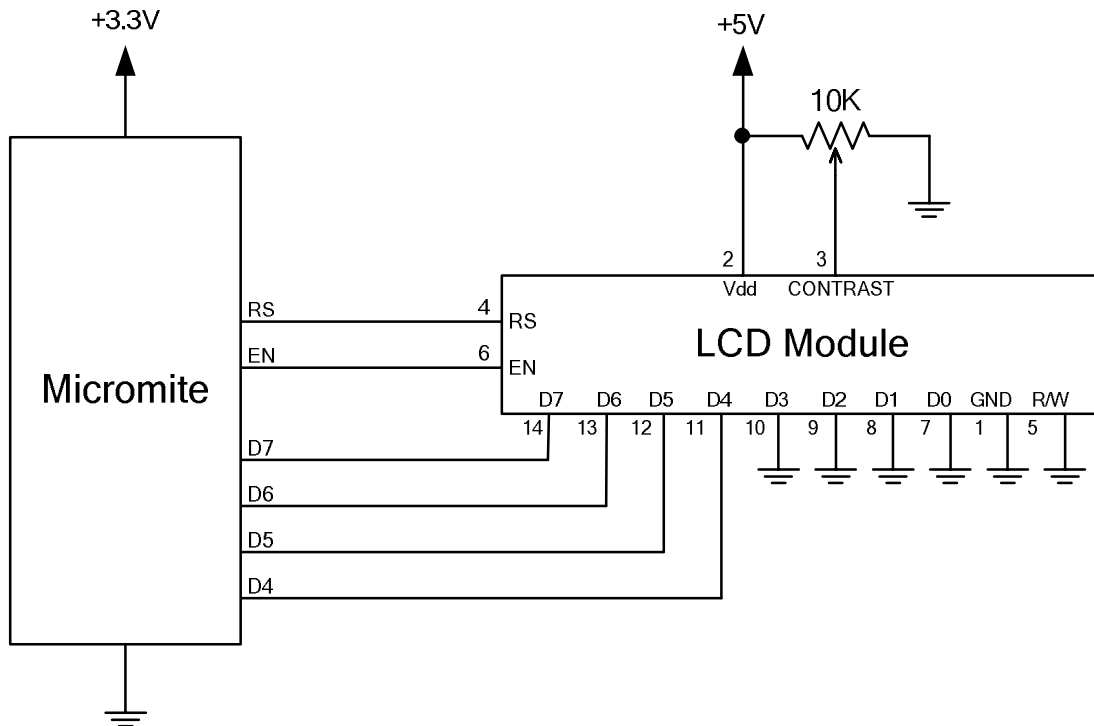 +3.3V
+5V
10K
2 3
Vdd CONTRAST
RS 4 RS
LCD Module
EN 6 EN
Micromite
D7 D6 D5 D4 D3 D2 D1 D0 GND R/W
14 13 12 11 10 9 8 7 1 5
D7
D6
D5
D4